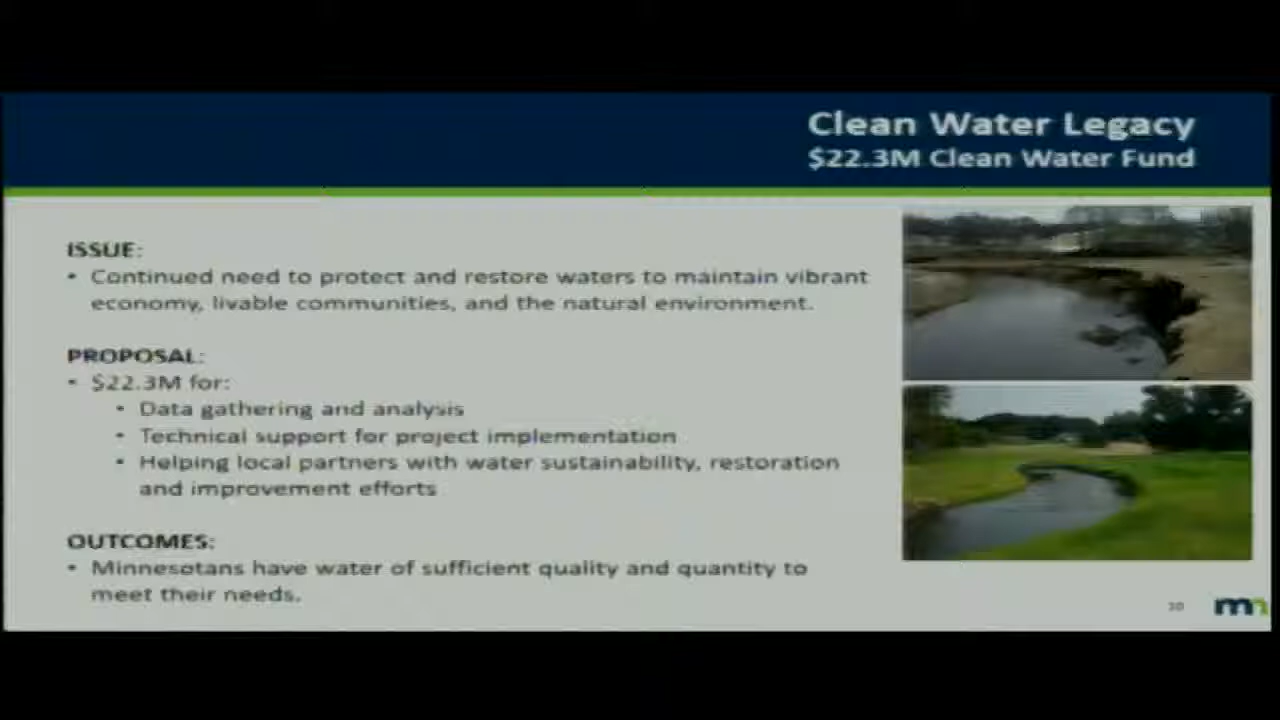 Clean Water Legacy
$22.3M Clean Water Fund
ISSUE:
• Continued need to protect and restore waters to maintain vibrant
economy, livable communities, and the natural environment.
PROPOSAL:
• $22.3M for:
• Data gathering and analysis
• Technical support for project implementation
• Helping local partners with water sustainability, restoration
and improvement efforts
OUTCOMES:
• Minnesotans have water of sufficient quality and quantity to
meet their needs.
mn